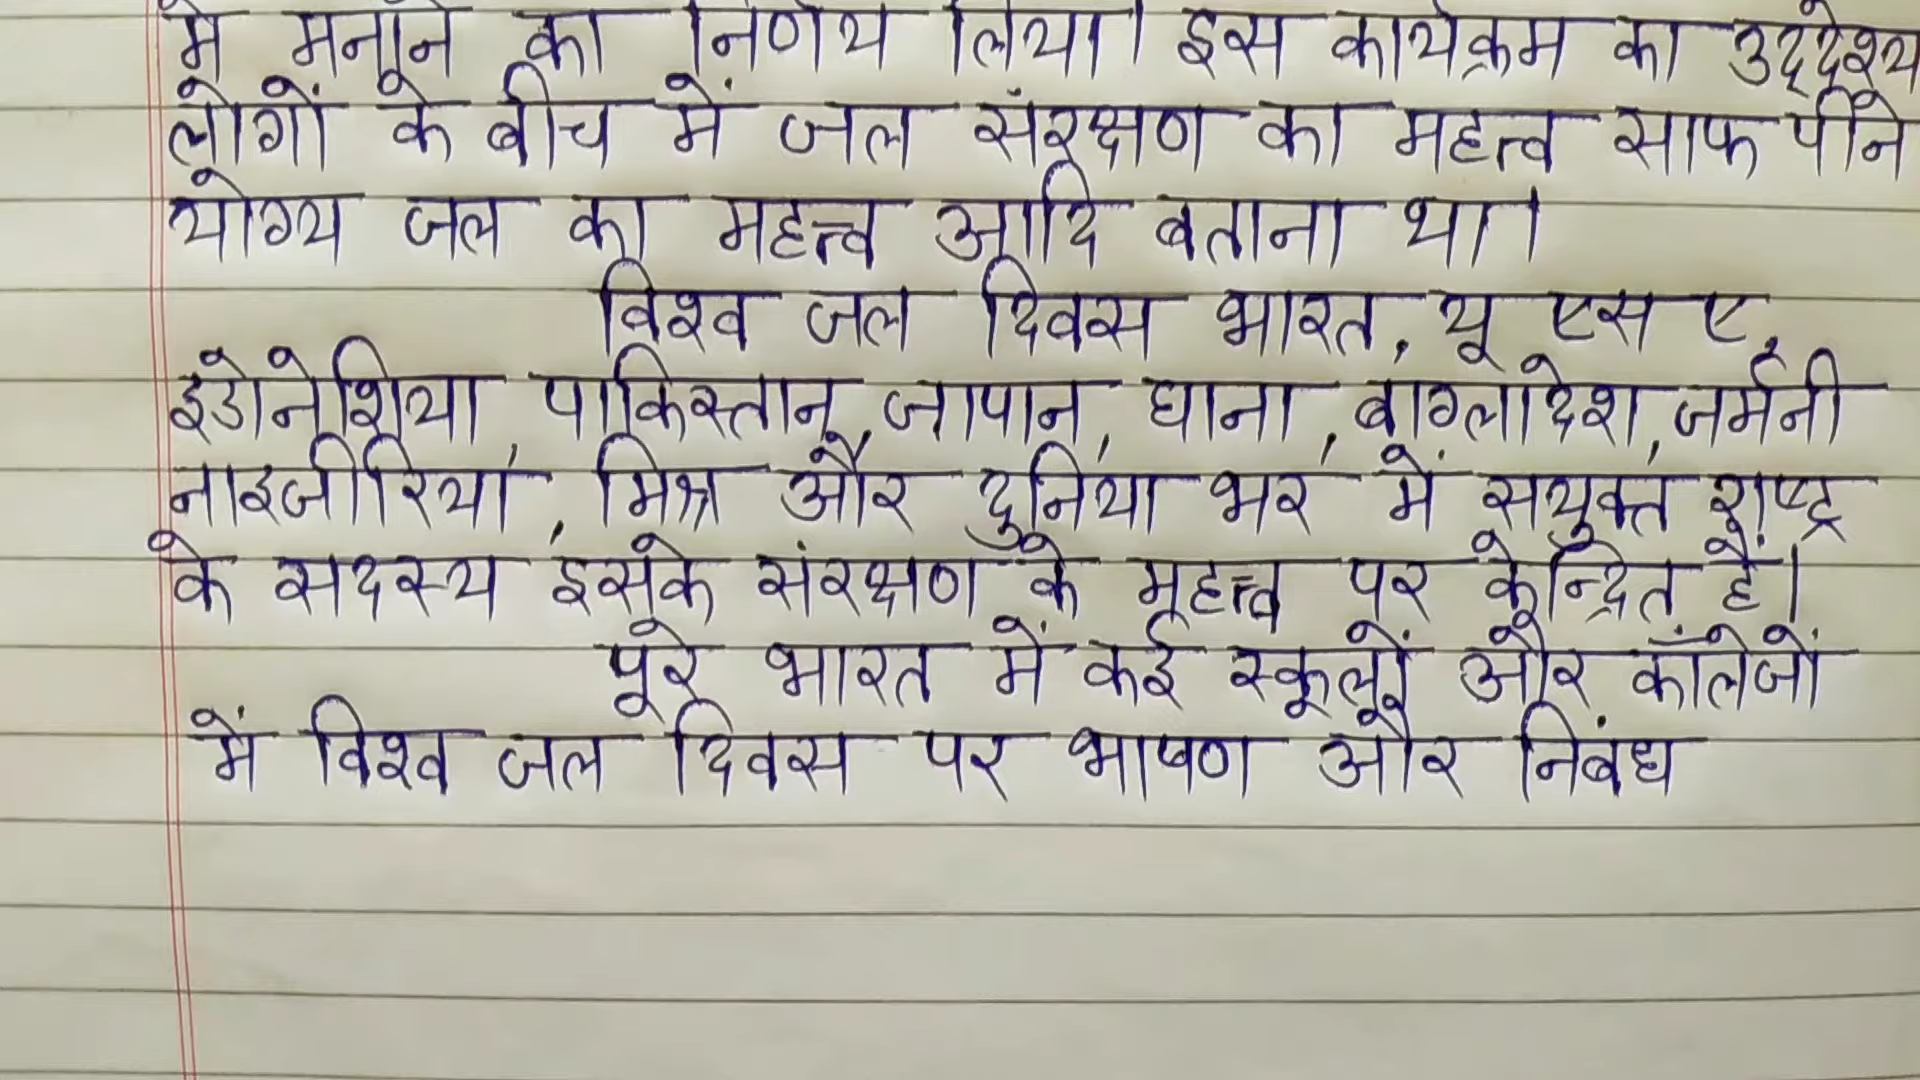 में मनाने का निर्णय लिया। इस कार्यक्रम का उद्देश्य
लोगों के बीच में जल संरक्षण का महत्त्व साफ पीने
योग्य जल का महत्त्व आदि बताना था।
विश्व जल दिवस भारत, यू एस ए,
इंडोनेशिया, पाकिस्तान, जापान, घाना, बांग्लादेश, जर्मनी
नाइजीरिया, मिश्र और दुनिया भर में सयुक्त राष्ट्र
के सदस्य इसके संरक्षण के महत्त्व पर केन्द्रित हैं।
पूरे भारत में कई स्कूलों और कॉलेजों
में विश्व जल दिवस पर भाषण और निबंध